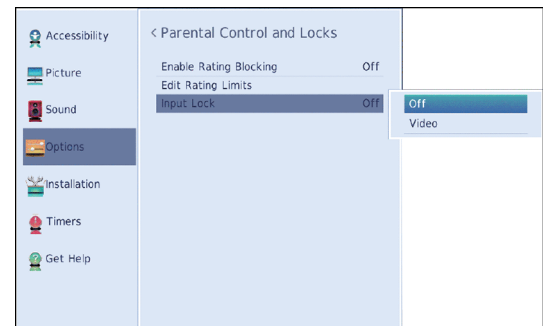 Accessibility
Picture
Sound
Options
Installation
Timers
Get Help
< Parental Control and Locks
Enable Rating Blocking Off
Edit Rating Limits
Input Lock Off
Off
Video